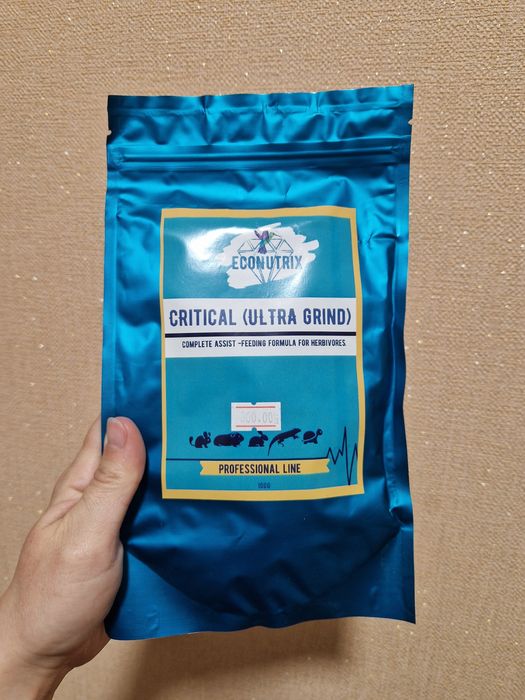 ECONUTRIX
CRITICAL (ULTRA GRIND)
COMPLETE ASSIST -FEEDING FORMULA FOR HERBIVORES
PROFESSIONAL LINE
100G